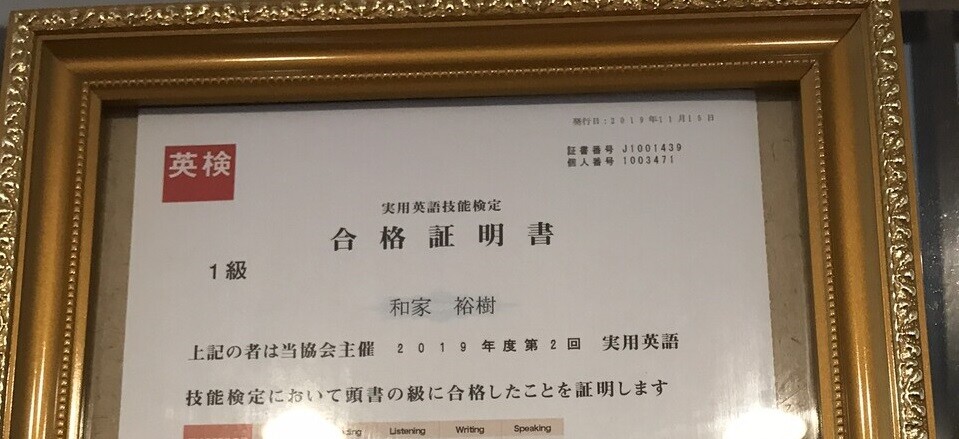 発行日:2019年11月15日
証書番号 J1001439
個人番号 1003471
英検
実用英語技能検定
合格証明書
1級
和家 裕樹
上記の者は当協会主催 2019年度第2回 実用英語
技能検定において頭書の級に合格したことを証明します
Listening Writing Speaking